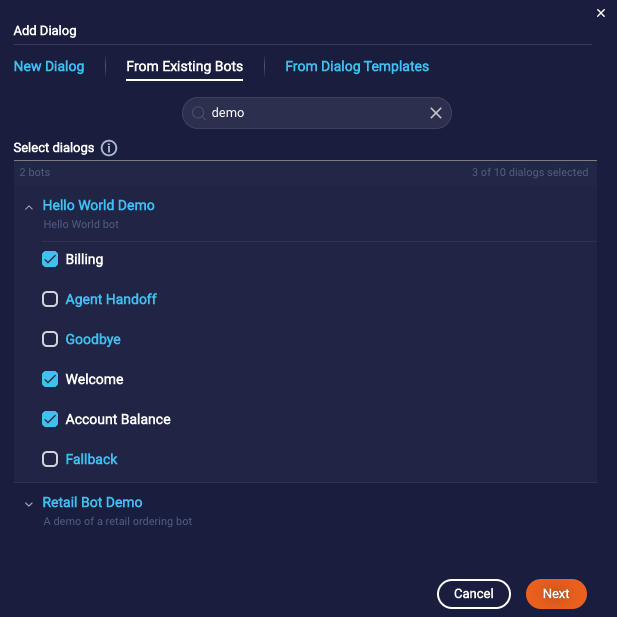 Add Dialog
New Dialog From Existing Bots From Dialog Templates
demo
Select dialogs
2 bots 3 of 10 dialogs selected
Hello World Demo
Hello World bot
Billing
Agent Handoff
Goodbye
Welcome
Account Balance
Fallback
Retail Bot Demo
A demo of a retail ordering bot
Cancel Next